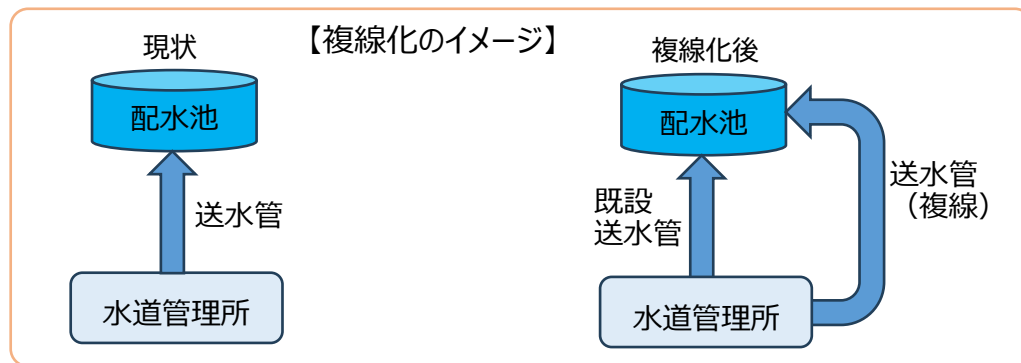 【複線化のイメージ】
現状
配水池
送水管
水道管理所
複線化後
配水池
既設
送水管
送水管
（複線）
水道管理所